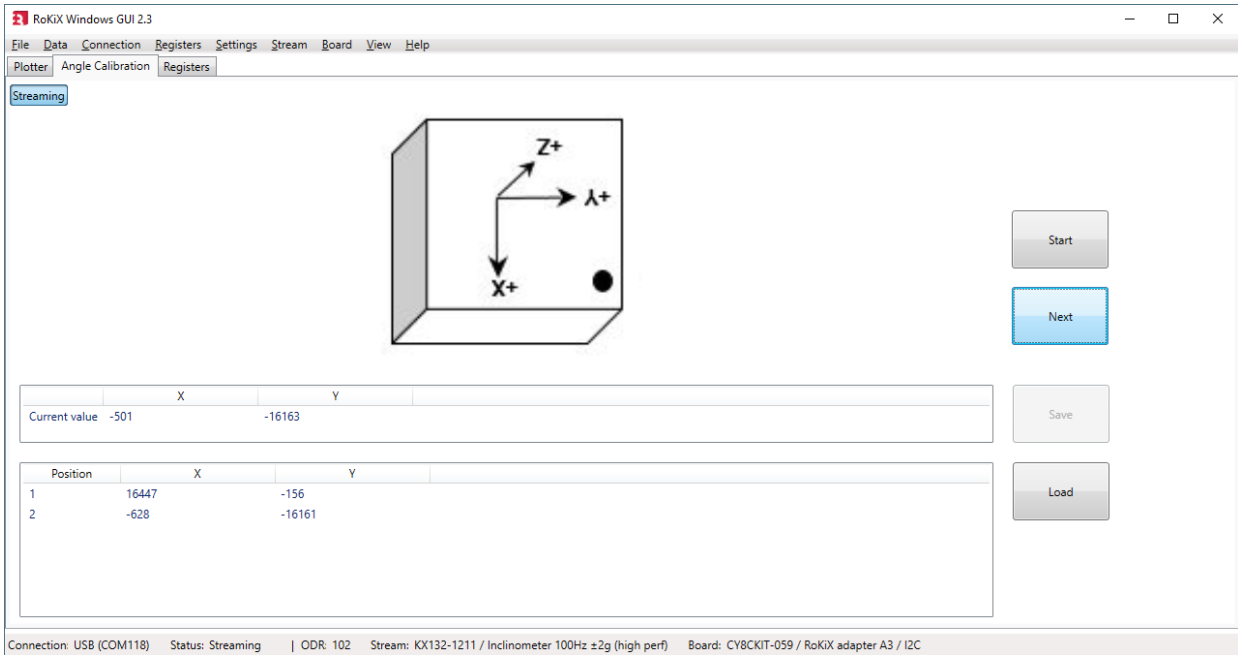 RoKiX Windows GUI 2.3
File Data Connection Registers Settings Stream Board View Help
Plotter Angle Calibration Registers
Streaming
Z+
Y+
X+
Start
Next
X Y
Current value -501 -16163
Save
Position X Y
1 16447 -156
2 -628 -16161
Load
Connection: USB (COM118) Status: Streaming | ODR: 102 Stream: KX132-1211 / Inclinometer 100Hz ±2g (high perf) Board: CY8CKIT-059 / RoKiX adapter A3 / I2C